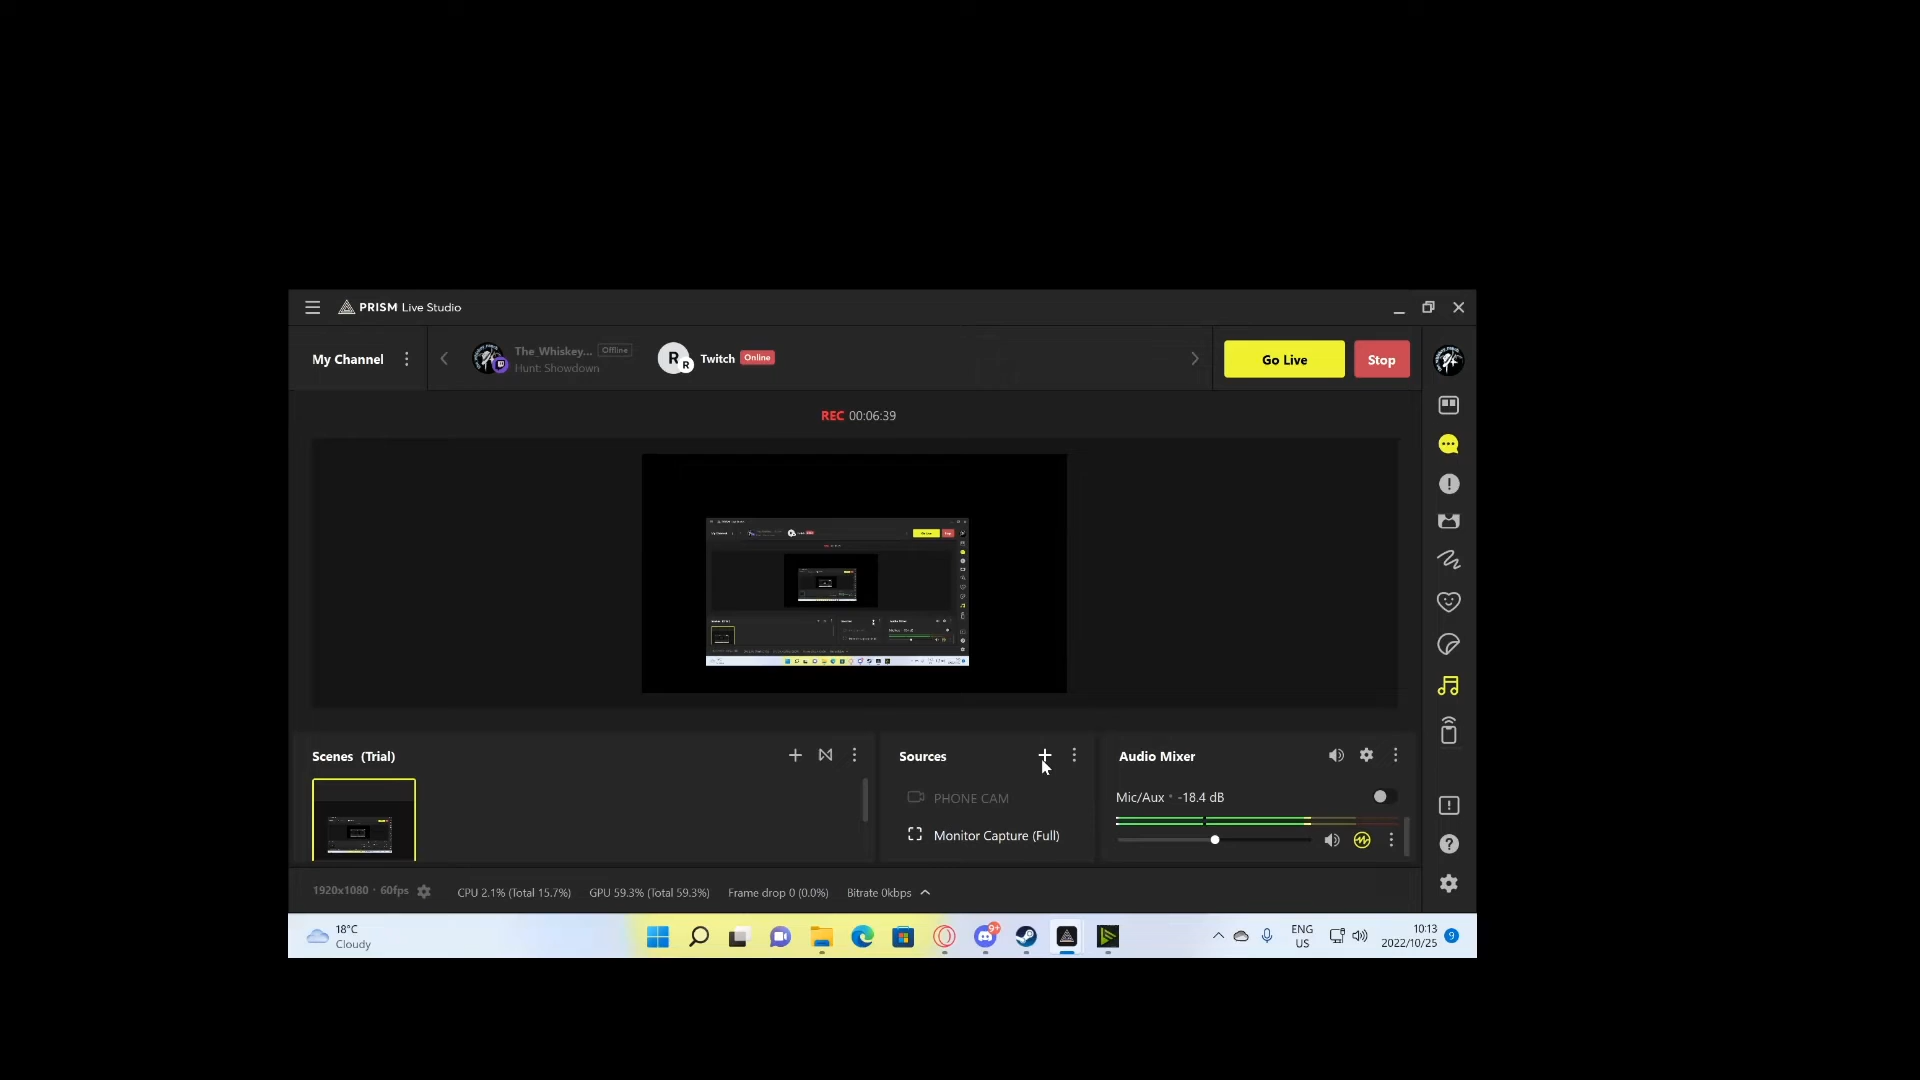 PRISM Live Studio
My Channel
The_Whiskey... Offline
Hunt: Showdown
R
R
Twitch Online
Go Live
Stop
REC 00:06:39
Scenes (Trial)
Sources
PHONE CAM
Monitor Capture (Full)
Audio Mixer
Mic/Aux • -18.4 dB
1920x1080 • 60fps
CPU 2.1% (Total 15.7%)
GPU 59.3% (Total 59.3%)
Frame drop 0 (0.0%)
Bitrate 0kbps
18°C
Cloudy
9+
ENG
US
10:13
2022/10/25
9